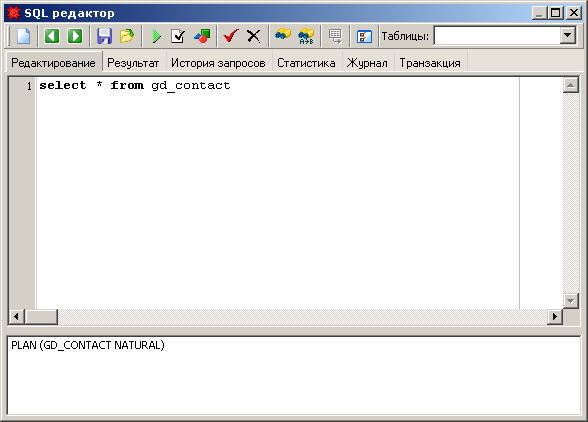 SQL редактор
Таблицы:
Редактирование Результат История запросов Статистика Журнал Транзакция
1 select * from gd_contact
PLAN (GD_CONTACT NATURAL)